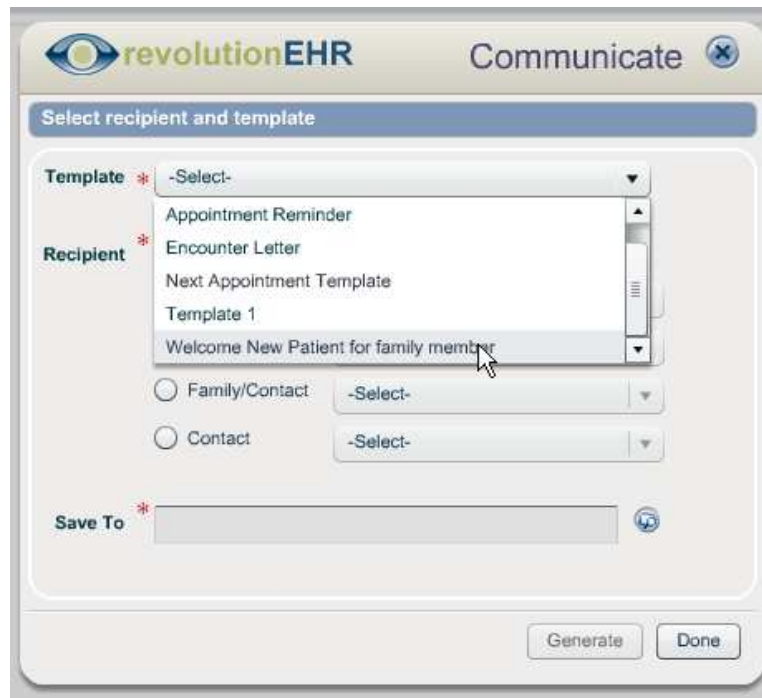 revolutionEHR Communicate
Select recipient and template
Template * -Select-
Appointment Reminder
Recipient * Encounter Letter
Next Appointment Template
Template 1
Welcome New Patient for family member
Family/Contact -Select-
Contact -Select-
Save To *
Generate Done